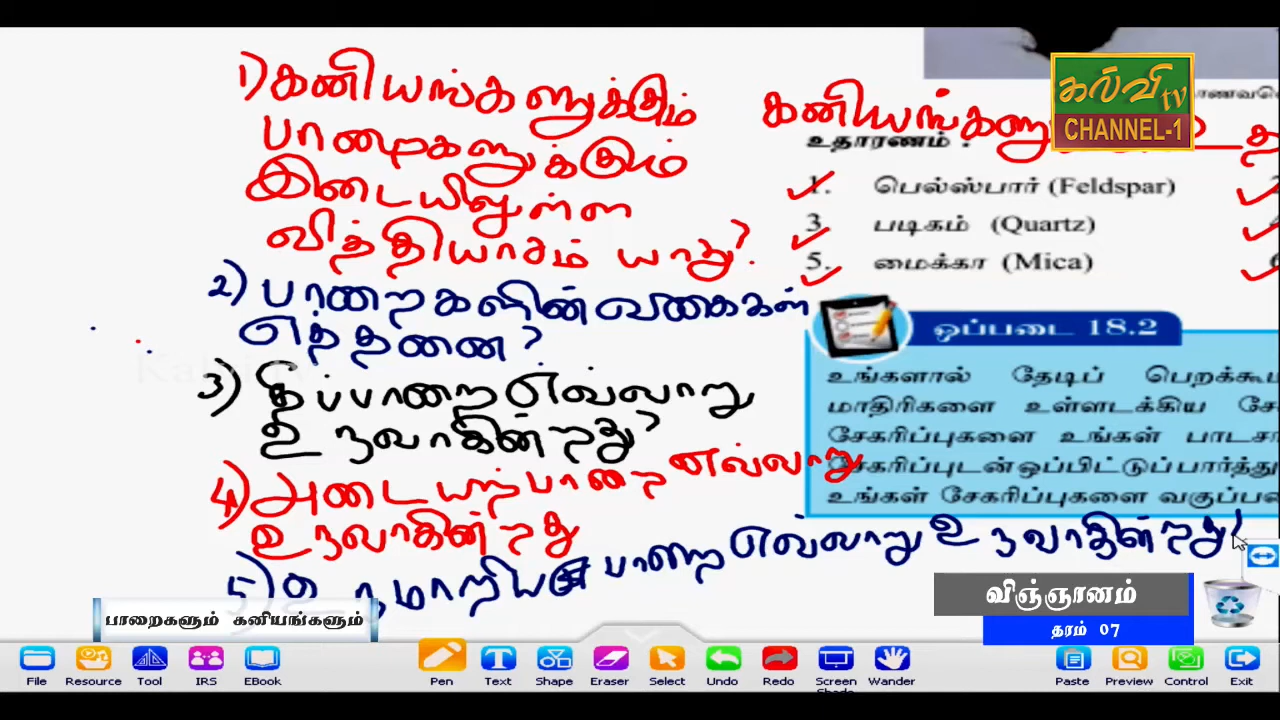 1) கனியங்களுக்கும்
பாறைகளுக்கும்
இடையிலுள்ள
வித்தியாசம் யாது?
2) பாறைகளின் வகைகள்
எத்தனை?
3) தீப்பாறை எவ்வாறு
உருவாகின்றது?
4) அடையற்பாறை எவ்வாறு
உருவாகின்றது
5) உருமாறிய பாறை எவ்வாறு உருவாகின்றது
கனியங்களு
உதாரணம் :
1. பெல்ஸ்பார் (Feldspar)
3. படிகம் (Quartz)
5. மைக்கா (Mica)
ஒப்படை 18.2
உங்களால் தேடிப் பெறக்கூ
மாதிரிகளை உள்ளடக்கிய சே
சேகரிப்புகளை உங்கள் பாடசா
சேகரிப்புடன் ஒப்பிட்டுப் பார்த்து
உங்கள் சேகரிப்புகளை வகுப்ப
கல்வி tv
CHANNEL-1
விஞ்ஞானம்
தரம் 07
பாறைகளும் கனியங்களும்
File Resource Tool IRS EBook Pen Text Shape Eraser Select Undo Redo Screen Shade Wander Paste Preview Control Exit